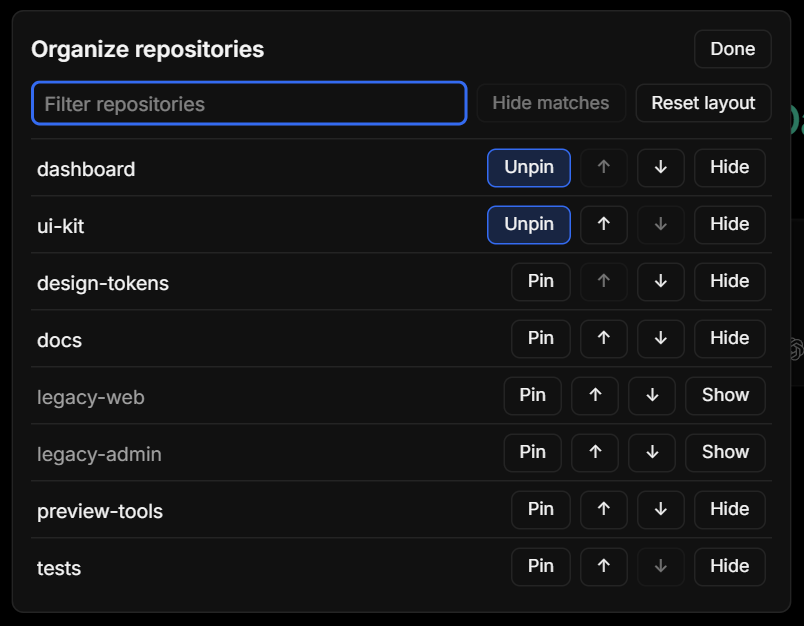 Organize repositories Done
Filter repositories Hide matches Reset layout
dashboard Unpin ↑ ↓ Hide
ui-kit Unpin ↑ ↓ Hide
design-tokens Pin ↑ ↓ Hide
docs Pin ↑ ↓ Hide
legacy-web Pin ↑ ↓ Show
legacy-admin Pin ↑ ↓ Show
preview-tools Pin ↑ ↓ Hide
tests Pin ↑ ↓ Hide